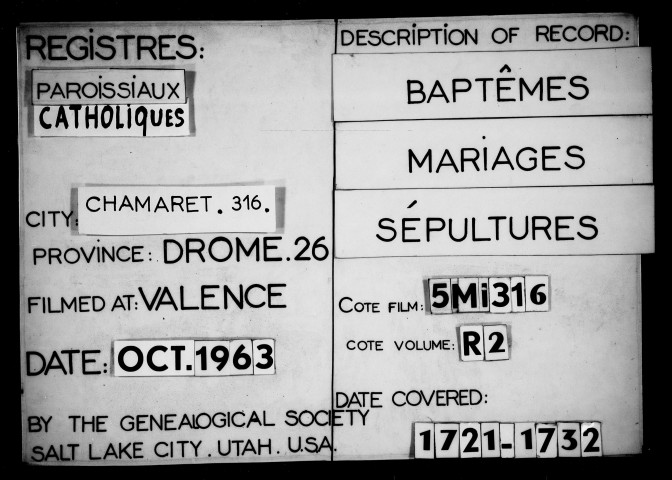 REGISTRES:
PAROISSIAUX
CATHOLIQUES
CITY: CHAMARET. 316.
PROVINCE: DROME.26
FILMED AT: VALENCE
DATE: OCT.1963
BY THE GENEALOGICAL SOCIETY
SALT LAKE CITY. UTAH. U.S.A.
DESCRIPTION OF RECORD:
BAPTÊMES
MARIAGES
SÉPULTURES
COTE FILM: 5Mi316
COTE VOLUME: R2
DATE COVERED:
1721-1732